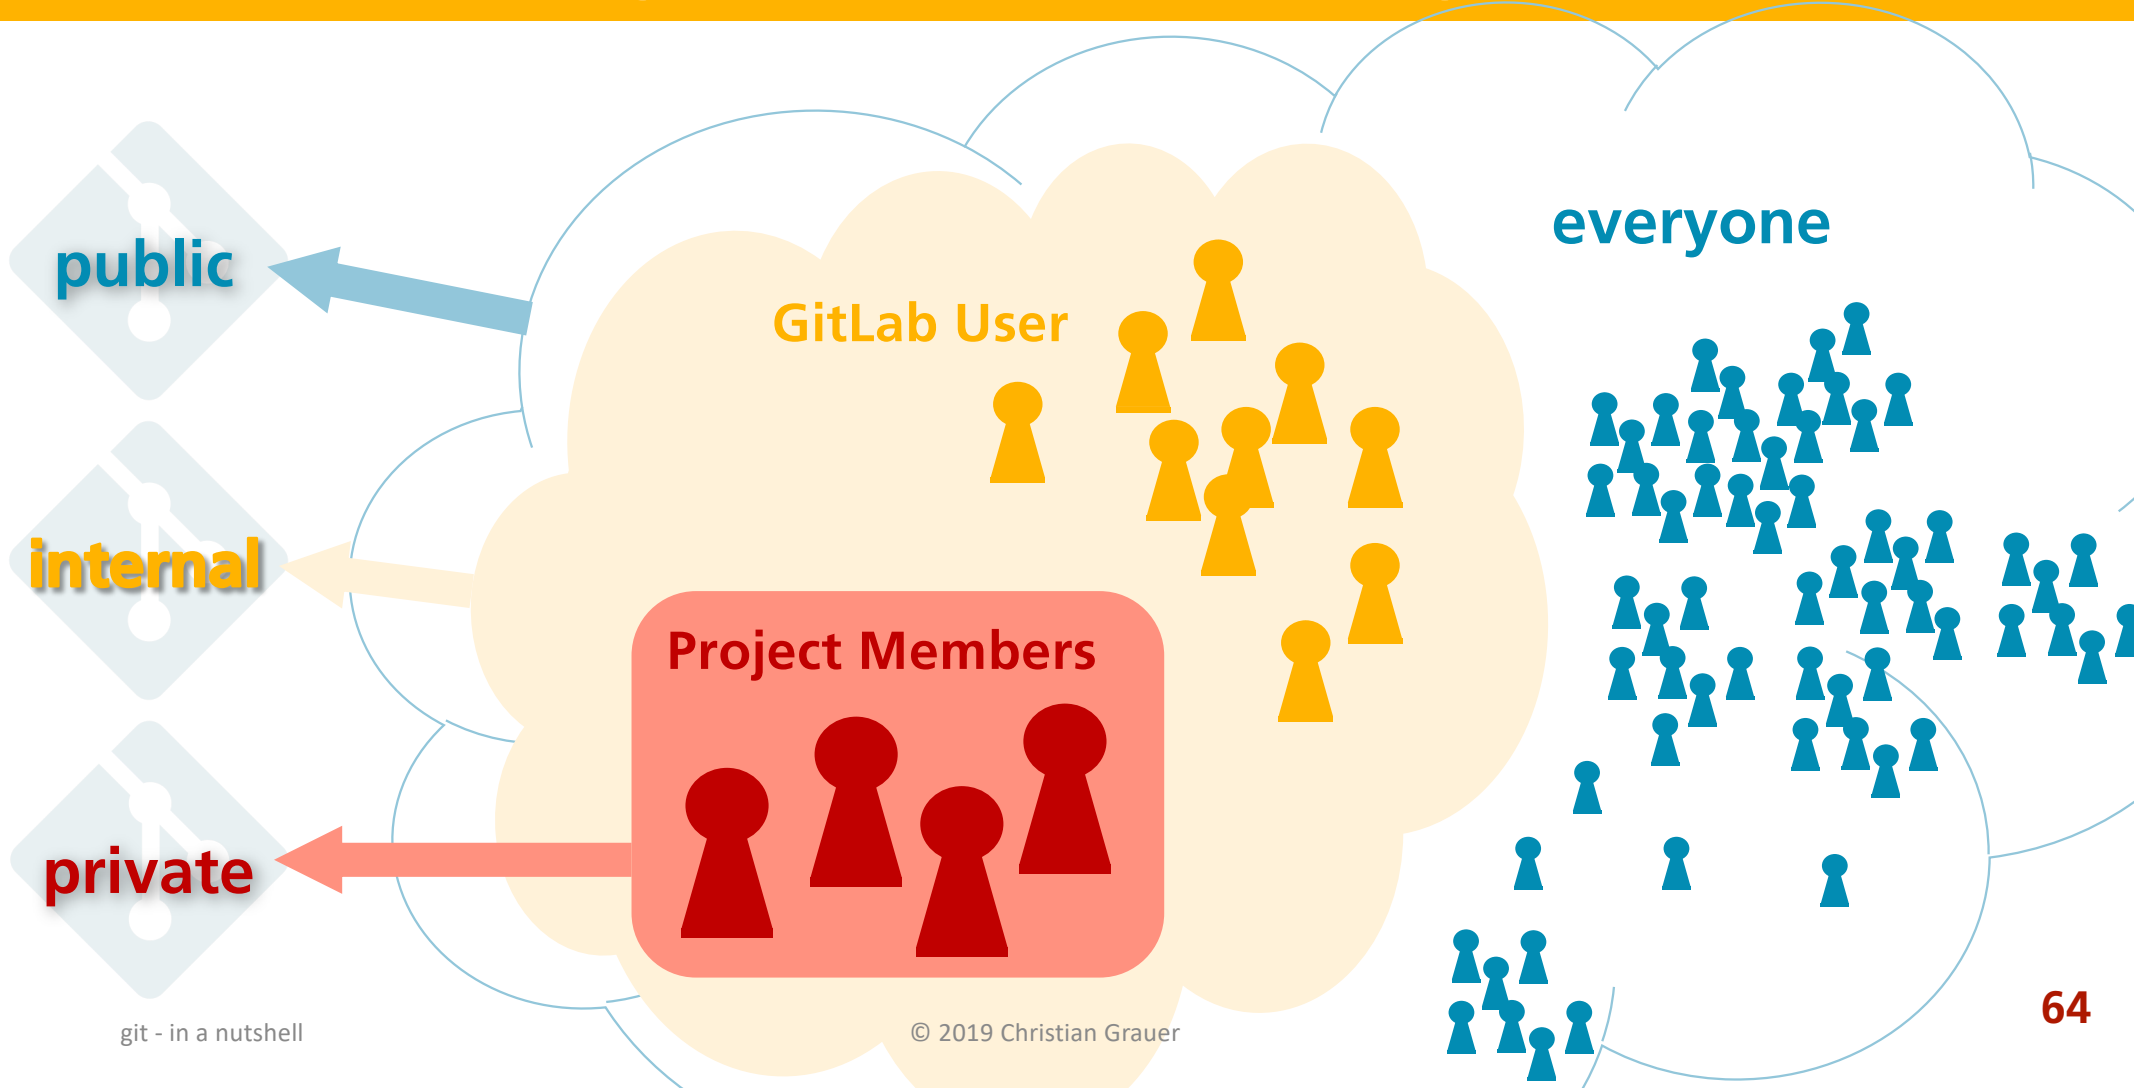 everyone
public
GitLab User
internal
Project Members
private
git - in a nutshell
© 2019 Christian Grauer
64